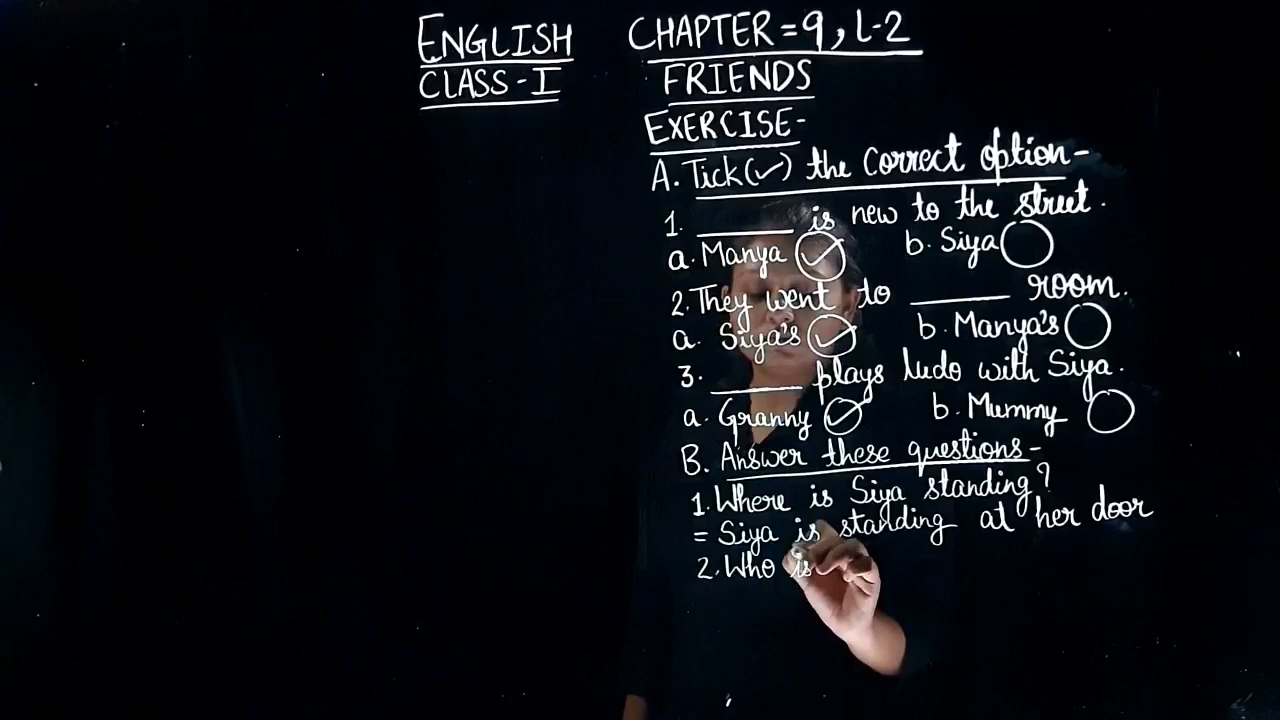 ENGLISH
CLASS-I
CHAPTER=9, L-2
FRIENDS
EXERCISE-
A. Tick(✓) the correct option-
1. ______ is new to the street.
a. Manya ✓ b. Siya
2. They went to ______ room.
a. Siya's ✓ b. Manya's
3. ______ plays ludo with Siya.
a. Granny ✓ b. Mummy
B. Answer these questions-
1. Where is Siya standing?
= Siya is standing at her door
2. Who is